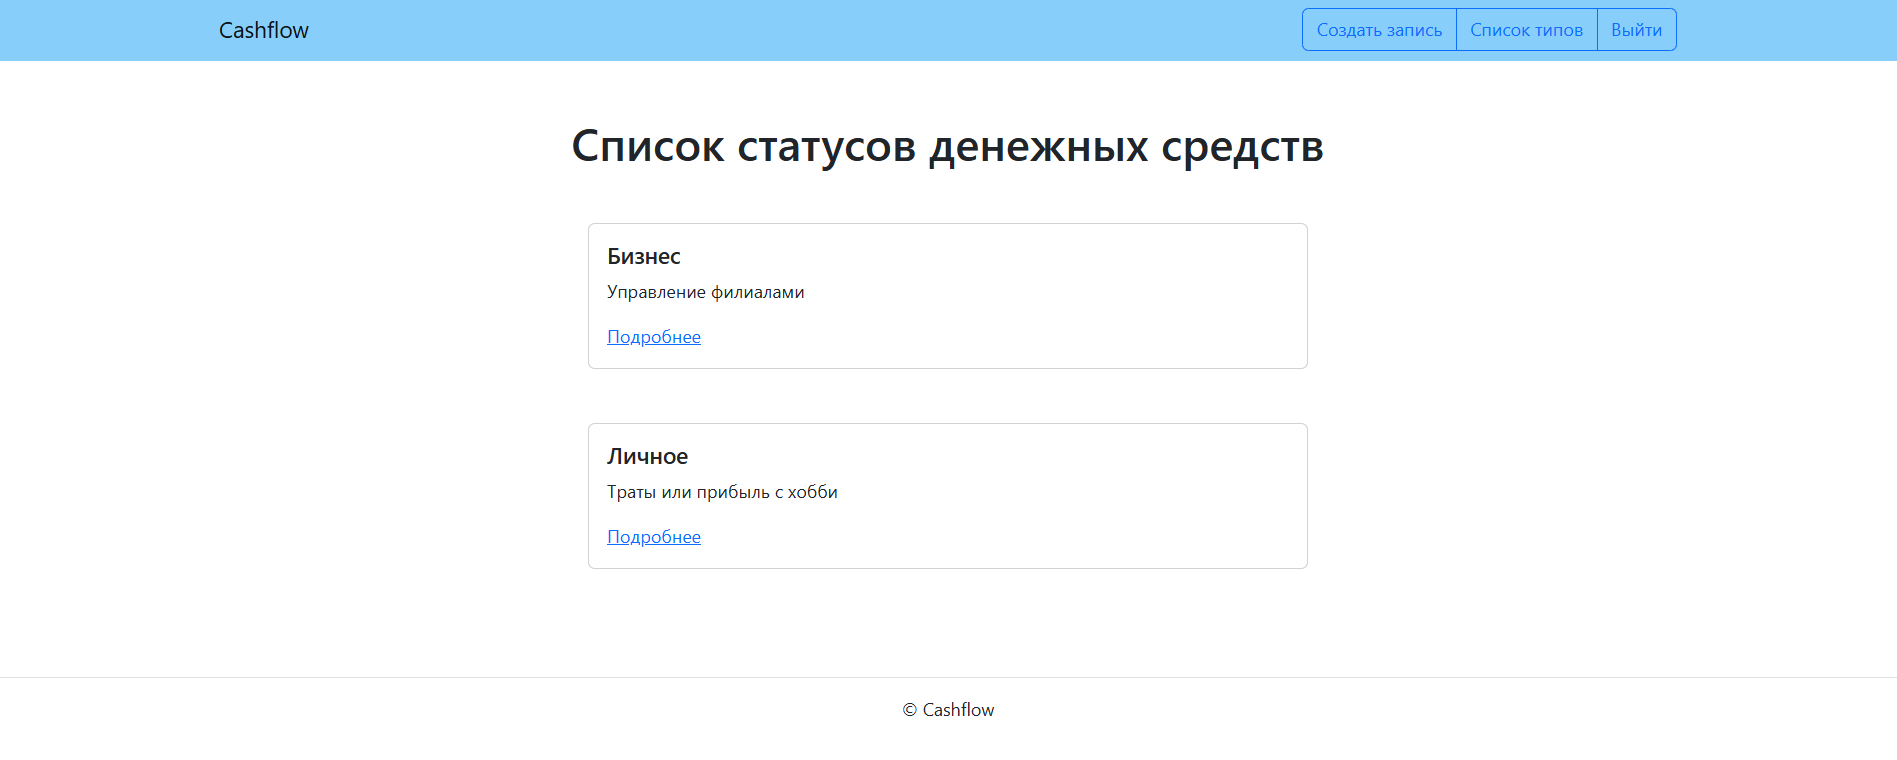 Cashflow
Создать запись
Список типов
Выйти
Список статусов денежных средств
Бизнес
Управление филиалами
Подробнее
Личное
Траты или прибыль с хобби
Подробнее
© Cashflow